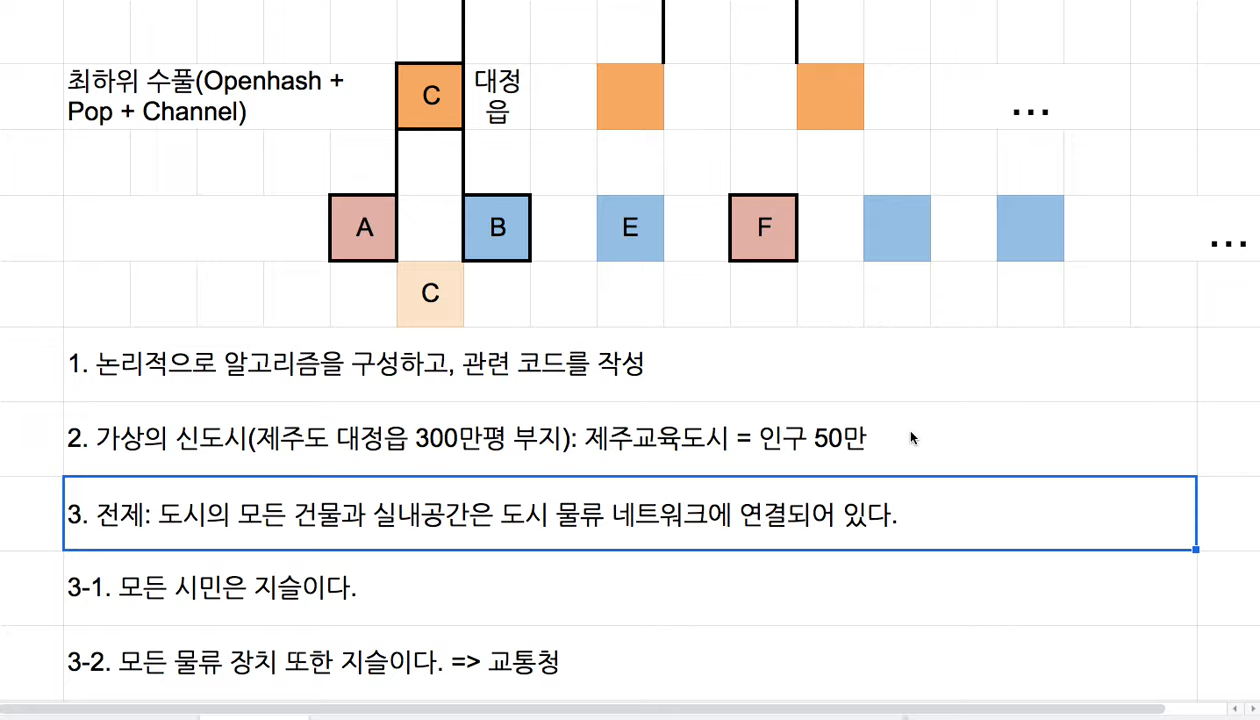 최하위 수풀(Openhash +
Pop + Channel)
C
대정
읍
...
A
B
E
F
...
C
1. 논리적으로 알고리즘을 구성하고, 관련 코드를 작성
2. 가상의 신도시(제주도 대정읍 300만평 부지): 제주교육도시 = 인구 50만
3. 전제: 도시의 모든 건물과 실내공간은 도시 물류 네트워크에 연결되어 있다.
3-1. 모든 시민은 지슬이다.
3-2. 모든 물류 장치 또한 지슬이다. => 교통청